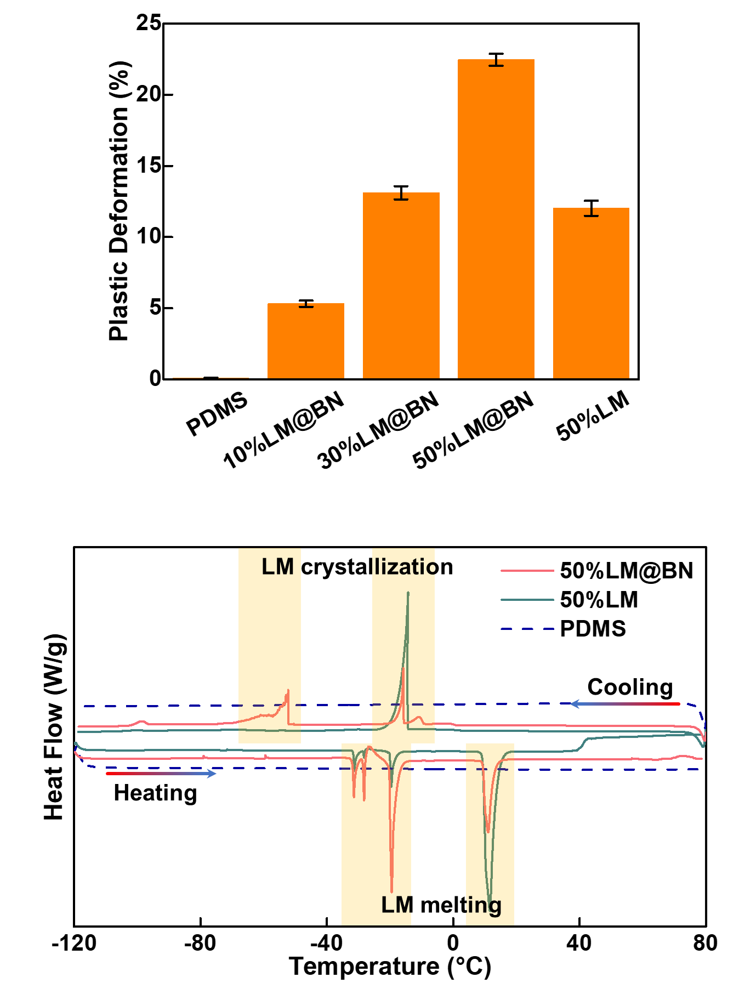 Plastic Deformation (%)
25
20
15
10
5
0
PDMS
10%LM@BN
30%LM@BN
50%LM@BN
50%LM
Heat Flow (W/g)
LM crystallization
50%LM@BN
50%LM
PDMS
Cooling
Heating
LM melting
-120
-80
-40
0
40
80
Temperature (°C)